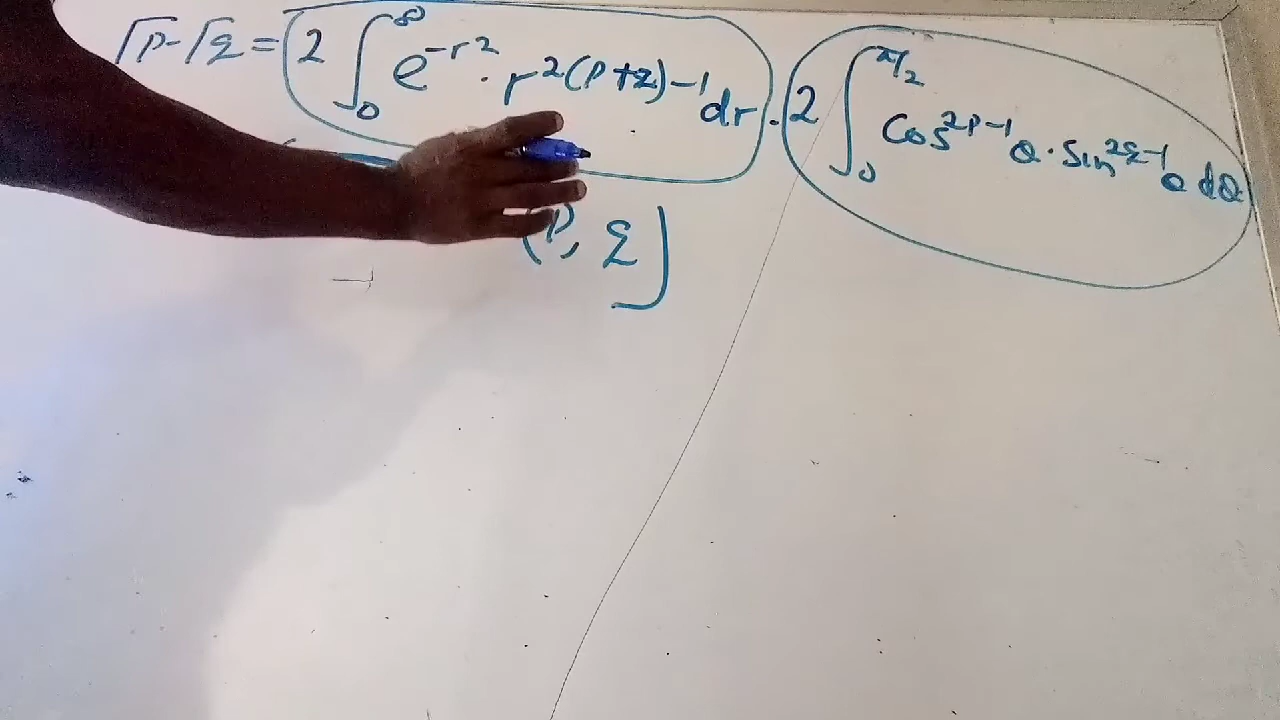 Γp · Γq = 2 ∫₀^∞ e^{-r²} · r^{2(p+q)-1} dr · 2 ∫₀^{π/2} Cos^{2p-1} θ · Sin^{2q-1} θ dθ
(p, q]